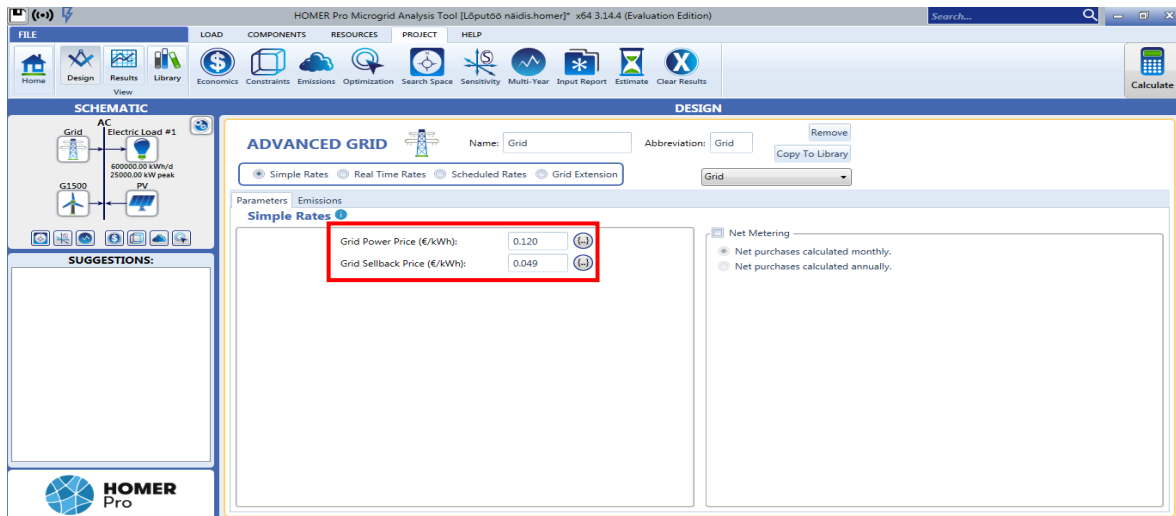 HOMER Pro Microgrid Analysis Tool [Lõputöö näidis.homer]* x64 3.14.4 (Evaluation Edition)
Search...
FILE
LOAD COMPONENTS RESOURCES PROJECT HELP
Home
Design Results Library
View
Economics Constraints Emissions Optimization Search Space Sensitivity Multi-Year Input Report Estimate Clear Results
Calculate
SCHEMATIC
AC
Grid Electric Load #1
600000.00 kWh/d
25000.00 kW peak
G1500 PV
SUGGESTIONS:
HOMER
Pro
DESIGN
ADVANCED GRID Name: Grid Abbreviation: Grid
Remove
Copy To Library
Simple Rates Real Time Rates Scheduled Rates Grid Extension
Grid
Parameters Emissions
Simple Rates
Grid Power Price (€/kWh): 0.120 {..}
Grid Sellback Price (€/kWh): 0.049 {..}
Net Metering
Net purchases calculated monthly.
Net purchases calculated annually.